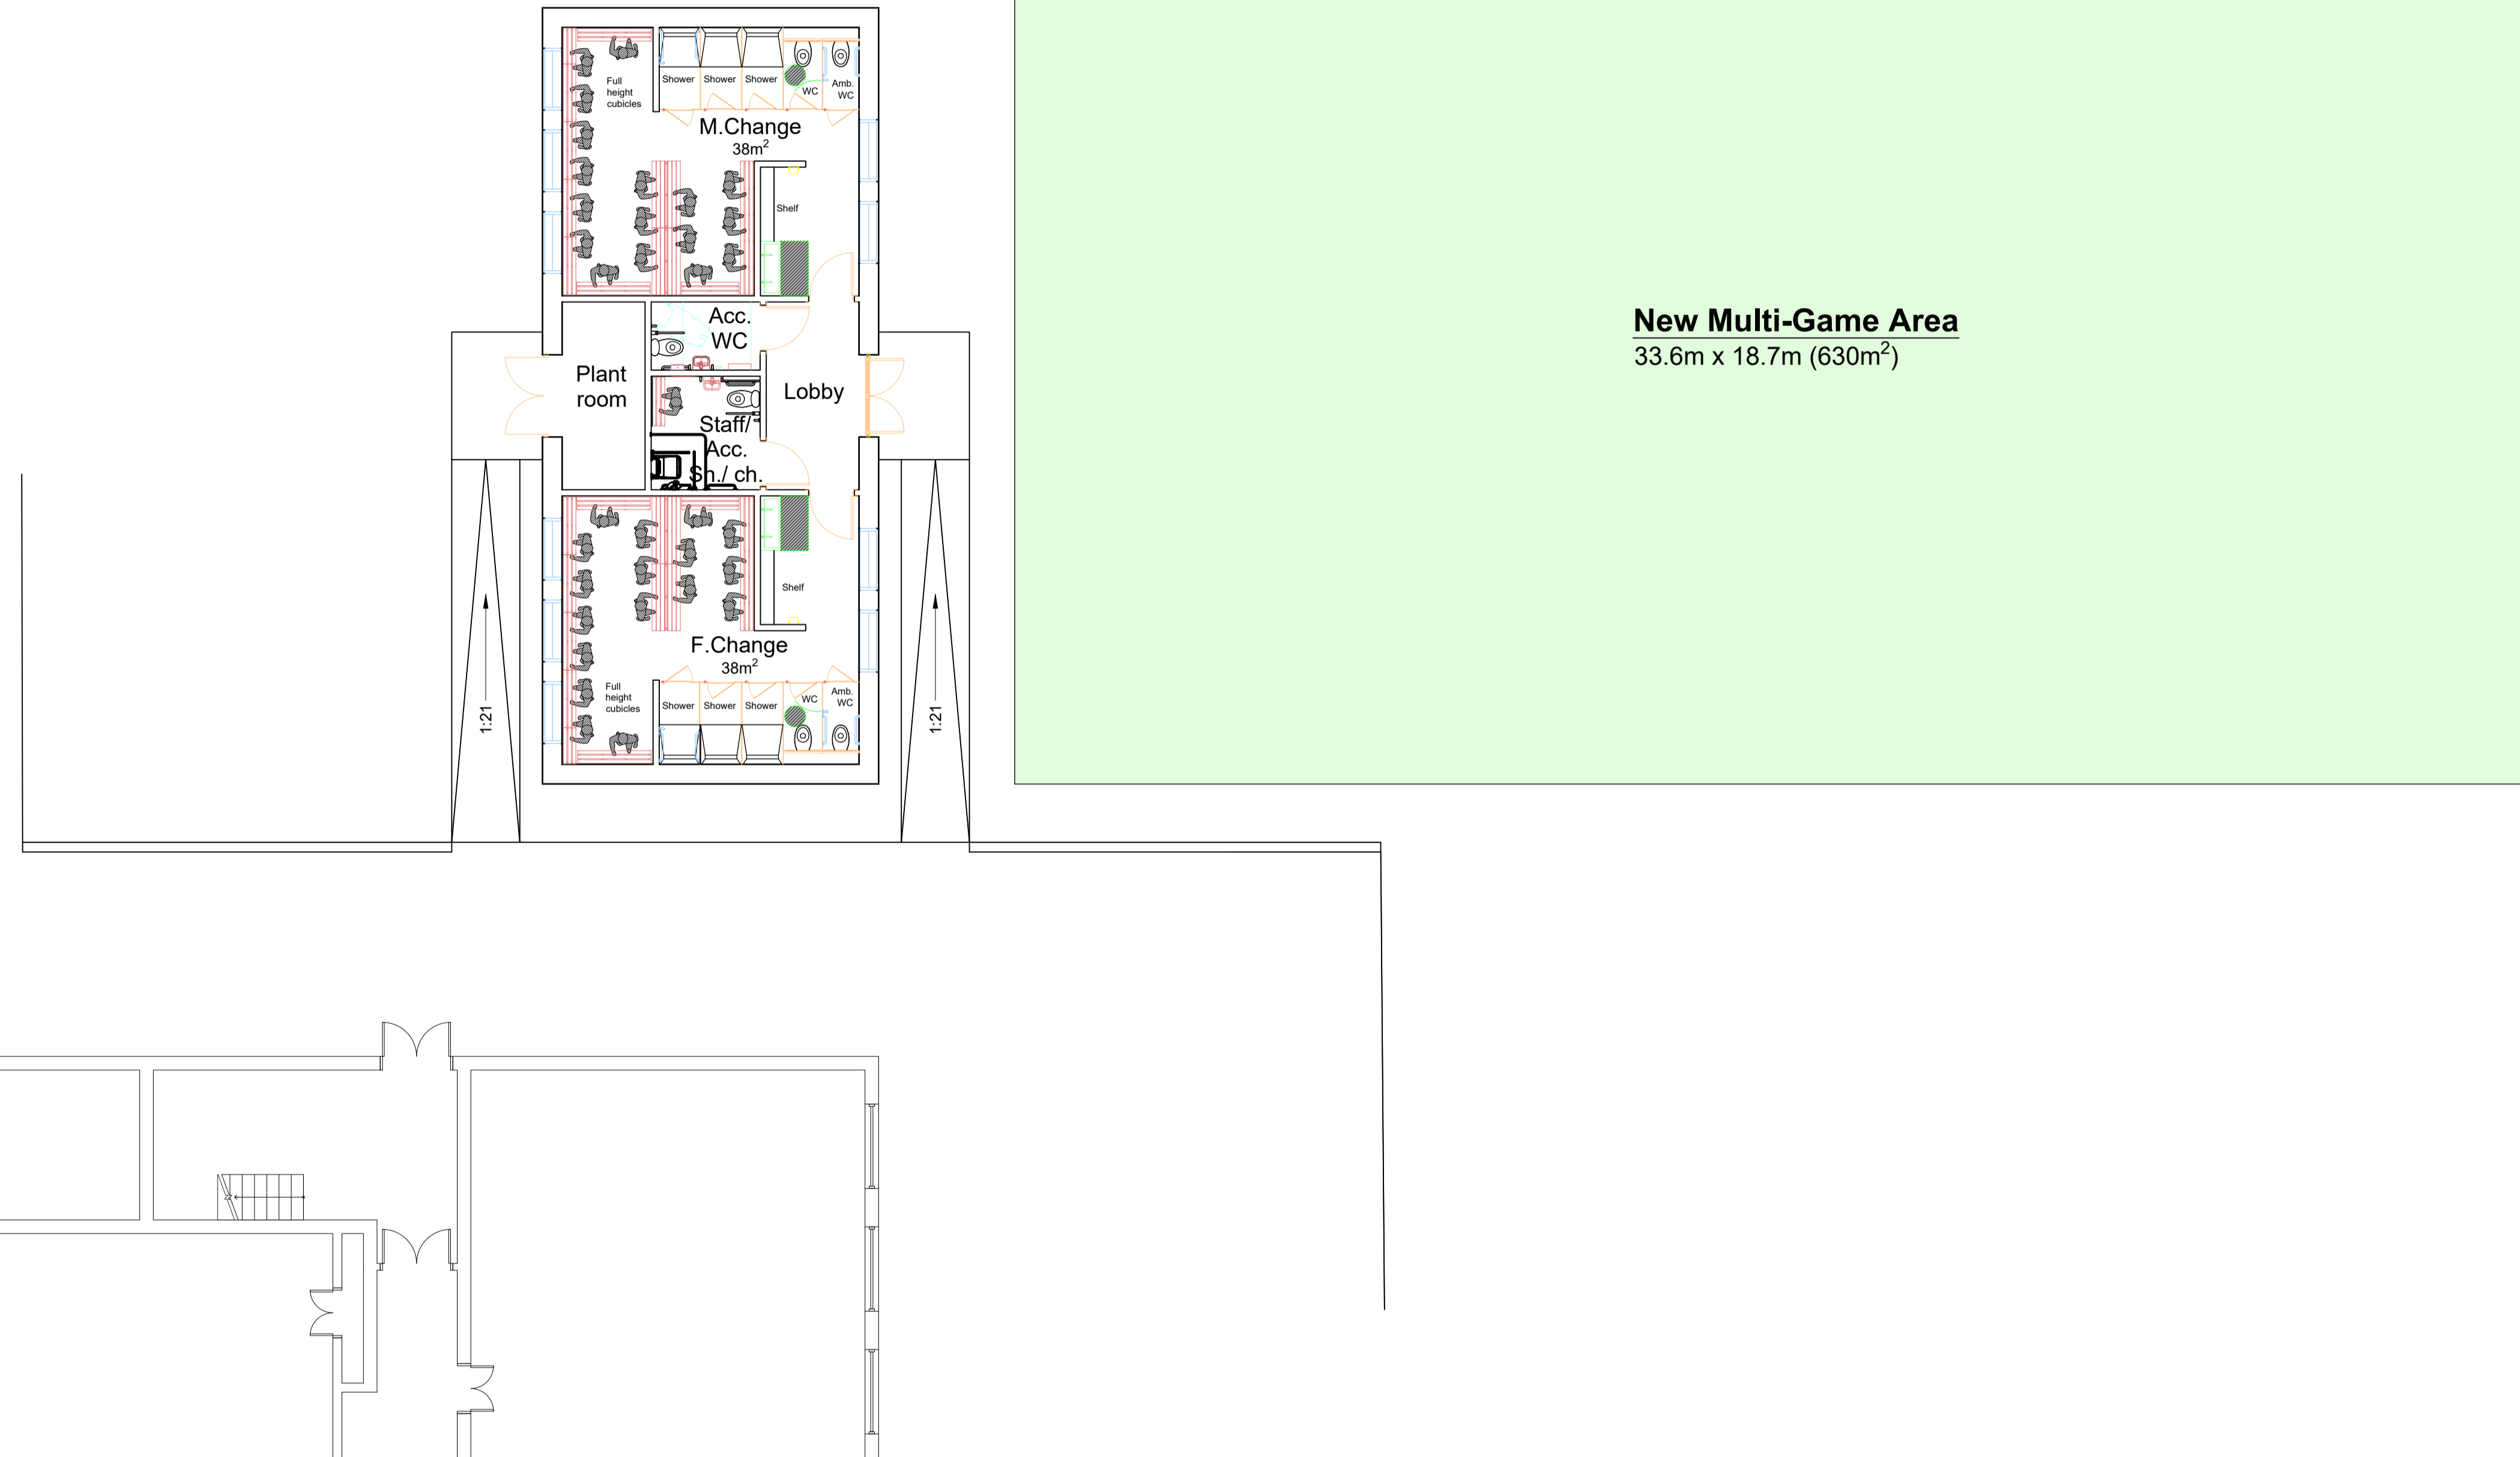 Full
height
cubicles
Shower Shower Shower
WC
Amb.
WC
M.Change
38m²
Shelf
Acc.
WC
Plant
room
Lobby
Staff/
Acc.
Sh./ ch.
Shelf
F.Change
38m²
Full
height
cubicles
Shower Shower Shower
WC
Amb.
WC
1:21
1:21
New Multi-Game Area
33.6m x 18.7m (630m²)